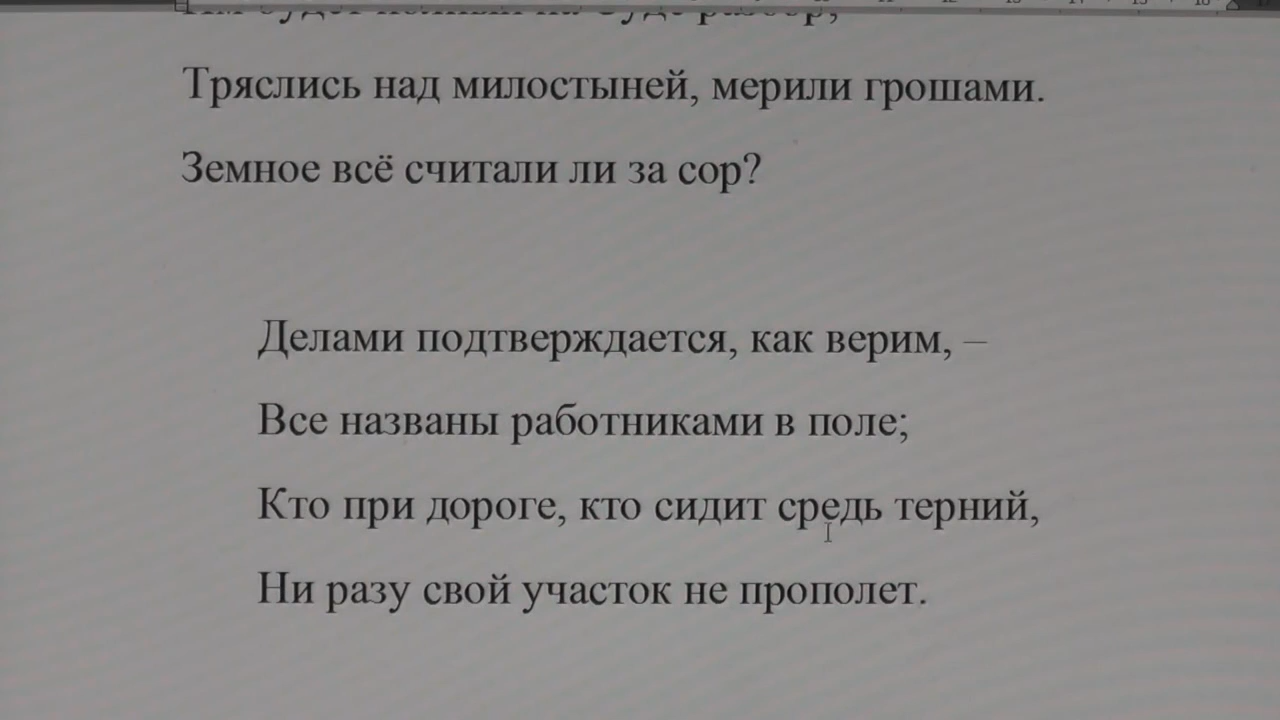 Тряслись над милостыней, мерили грошами.
Земное всё считали ли за сор?
Делами подтверждается, как верим, –
Все названы работниками в поле;
Кто при дороге, кто сидит средь терний,
Ни разу свой участок не прополет.